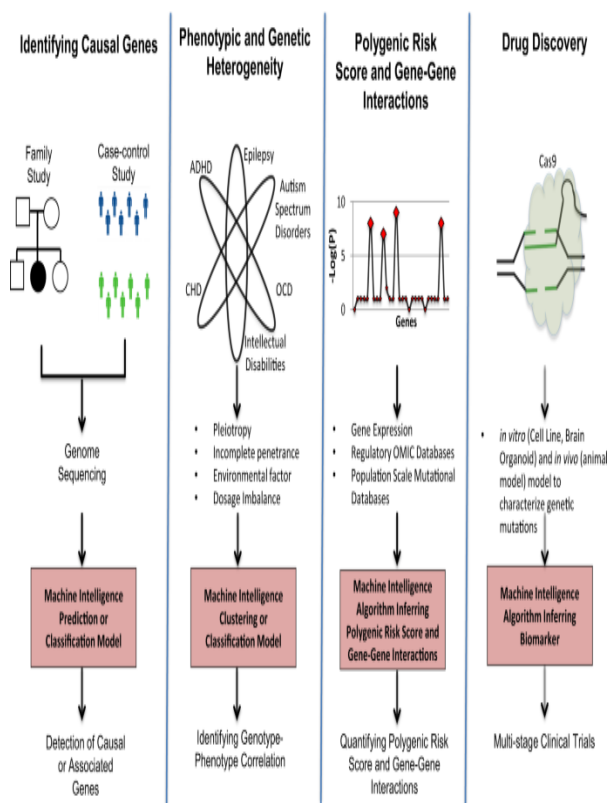 Identifying Causal Genes
Family
Study
Case-control
Study
Genome
Sequencing
Machine Intelligence
Prediction or
Classification Model
Detection of Causal
or Associated
Genes
Phenotypic and Genetic
Heterogeneity
ADHD
Epilepsy
Autism
Spectrum
Disorders
CHD
OCD
Intellectual
Disabilities
• Pleiotropy
• Incomplete penetrance
• Environmental factor
• Dosage Imbalance
Machine Intelligence
Clustering or
Classification Model
Identifying Genotype-
Phenotype Correlation
Polygenic Risk
Score and Gene-Gene
Interactions
-Log(P)
10
5
0
Genes
• Gene Expression
• Regulatory OMIC Databases
• Population Scale Mutational
Databases
Machine Intelligence
Algorithm Inferring
Polygenic Risk Score and
Gene-Gene Interactions
Quantifying Polygenic Risk
Score and Gene-Gene
Interactions
Drug Discovery
Cas9
• in vitro (Cell Line, Brain
Organoid) and in vivo (animal
model) model to
characterize genetic
mutations
Machine Intelligence
Algorithm Inferring
Biomarker
Multi-stage Clinical Trials